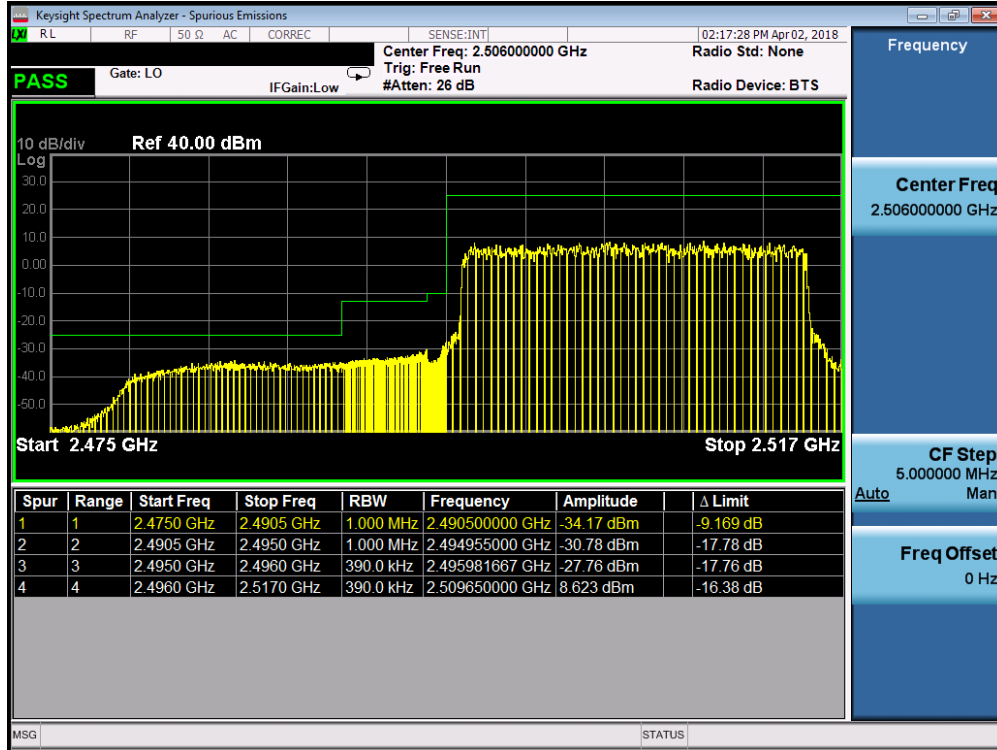 Keysight Spectrum Analyzer - Spurious Emissions
LXI RL RF 50 Ω AC CORREC SENSE:INT 02:17:28 PM Apr 02, 2018
Center Freq: 2.506000000 GHz Radio Std: None
Trig: Free Run
PASS Gate: LO IFGain:Low #Atten: 26 dB Radio Device: BTS
Frequency
10 dB/div Ref 40.00 dBm
Log
30.0
20.0
10.0
0.00
-10.0
-20.0
-30.0
-40.0
-50.0
Start 2.475 GHz Stop 2.517 GHz
Center Freq
2.506000000 GHz
CF Step
5.000000 MHz
Auto Man
Freq Offset
0 Hz
Spur Range Start Freq Stop Freq RBW Frequency Amplitude Δ Limit
1 1 2.4750 GHz 2.4905 GHz 1.000 MHz 2.490500000 GHz -34.17 dBm -9.169 dB
2 2 2.4905 GHz 2.4950 GHz 1.000 MHz 2.494955000 GHz -30.78 dBm -17.78 dB
3 3 2.4950 GHz 2.4960 GHz 390.0 kHz 2.495981667 GHz -27.76 dBm -17.76 dB
4 4 2.4960 GHz 2.5170 GHz 390.0 kHz 2.509650000 GHz 8.623 dBm -16.38 dB
MSG STATUS